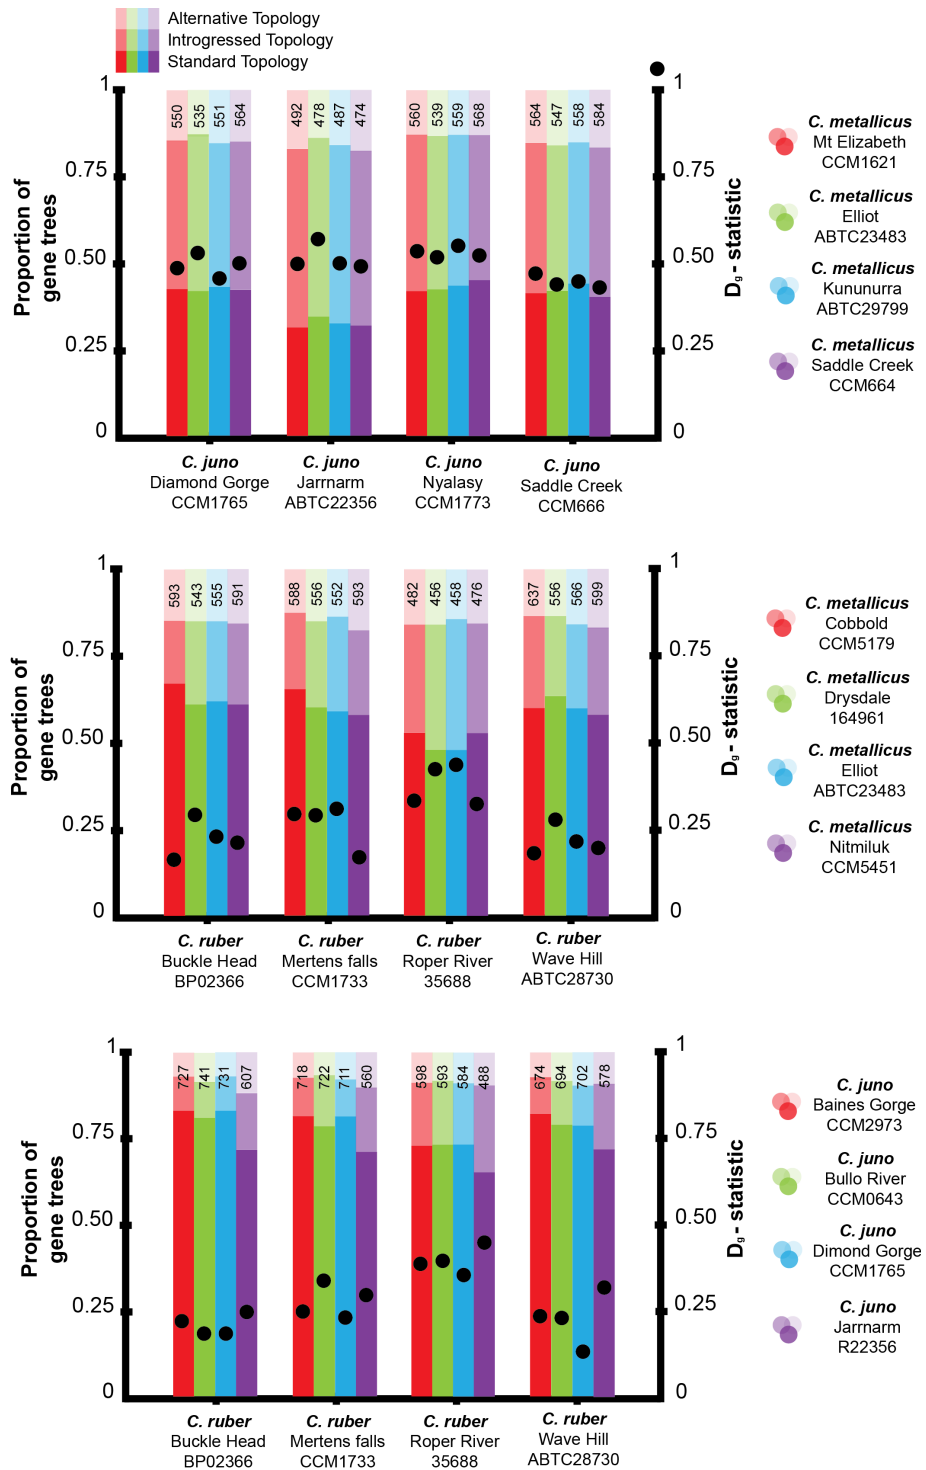 Alternative Topology
Introgressed Topology
Standard Topology
1
0.75
0.50
0.25
0
Proportion of
gene trees
550
535
551
564
492
478
487
474
560
539
559
568
564
547
558
584
1
0.75
0.50
0.25
0
Dg- statistic
C. juno
Diamond Gorge
CCM1765
C. juno
Jarrnarm
ABTC22356
C. juno
Nyalasy
CCM1773
C. juno
Saddle Creek
CCM666
C. metallicus
Mt Elizabeth
CCM1621
C. metallicus
Elliot
ABTC23483
C. metallicus
Kununurra
ABTC29799
C. metallicus
Saddle Creek
CCM664
1
0.75
0.50
0.25
0
Proportion of
gene trees
593
543
555
591
588
556
552
593
482
456
458
476
637
556
566
599
1
0.75
0.50
0.25
0
Dg- statistic
C. ruber
Buckle Head
BP02366
C. ruber
Mertens falls
CCM1733
C. ruber
Roper River
35688
C. ruber
Wave Hill
ABTC28730
C. metallicus
Cobbold
CCM5179
C. metallicus
Drysdale
164961
C. metallicus
Elliot
ABTC23483
C. metallicus
Nitmiluk
CCM5451
1
0.75
0.50
0.25
0
Proportion of
gene trees
727
741
731
607
718
722
711
560
598
593
584
488
674
694
702
578
1
0.75
0.50
0.25
0
Dg- statistic
C. ruber
Buckle Head
BP02366
C. ruber
Mertens falls
CCM1733
C. ruber
Roper River
35688
C. ruber
Wave Hill
ABTC28730
C. juno
Baines Gorge
CCM2973
C. juno
Bullo River
CCM0643
C. juno
Dimond Gorge
CCM1765
C. juno
Jarrnarm
R22356